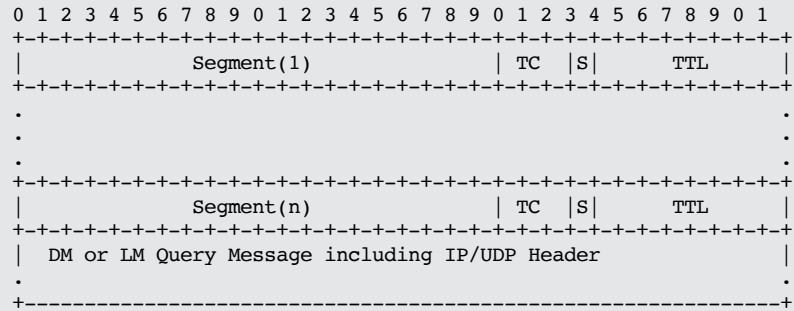 0 1 2 3 4 5 6 7 8 9 0 1 2 3 4 5 6 7 8 9 0 1 2 3 4 5 6 7 8 9 0 1
+-+-+-+-+-+-+-+-+-+-+-+-+-+-+-+-+-+-+-+-+-+-+-+-+-+-+-+-+-+-+-+-+
|              Segment(1)               | TC  |S|      TTL      |
+-+-+-+-+-+-+-+-+-+-+-+-+-+-+-+-+-+-+-+-+-+-+-+-+-+-+-+-+-+-+-+-+
.                                                               .
.                                                               .
.                                                               .
+-+-+-+-+-+-+-+-+-+-+-+-+-+-+-+-+-+-+-+-+-+-+-+-+-+-+-+-+-+-+-+-+
|              Segment(n)               | TC  |S|      TTL      |
+-+-+-+-+-+-+-+-+-+-+-+-+-+-+-+-+-+-+-+-+-+-+-+-+-+-+-+-+-+-+-+-+
|  DM or LM Query Message including IP/UDP Header               |
.                                                               .
+---------------------------------------------------------------+